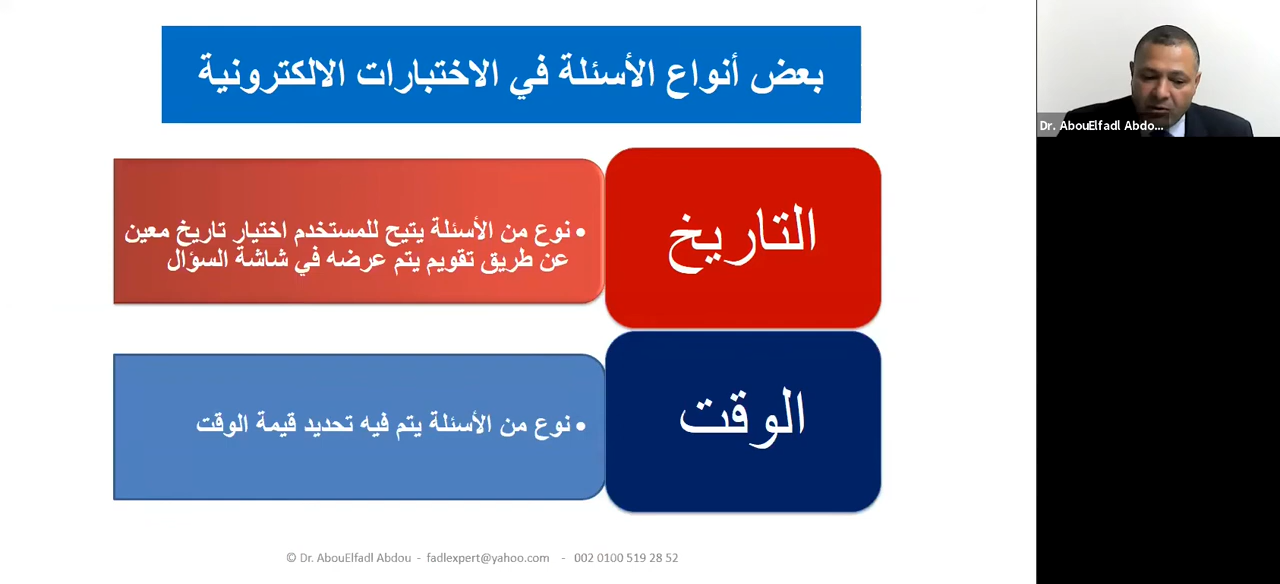 بعض أنواع الأسئلة في الاختبارات الالكترونية
Dr. AbouElfadl Abdo...
التاريخ
• نوع من الأسئلة يتيح للمستخدم اختيار تاريخ معين
عن طريق تقويم يتم عرضه في شاشة السؤال
الوقت
• نوع من الأسئلة يتم فيه تحديد قيمة الوقت
© Dr. AbouElfadl Abdou - fadlexpert@yahoo.com - 002 0100 519 28 52